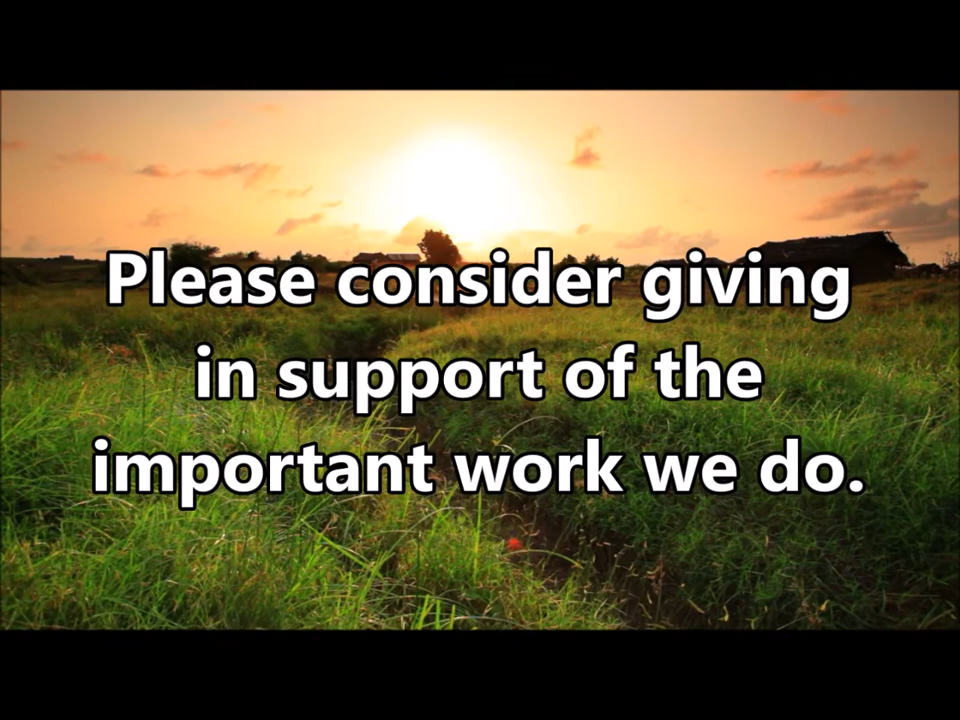 Please consider giving
in support of the
important work we do.